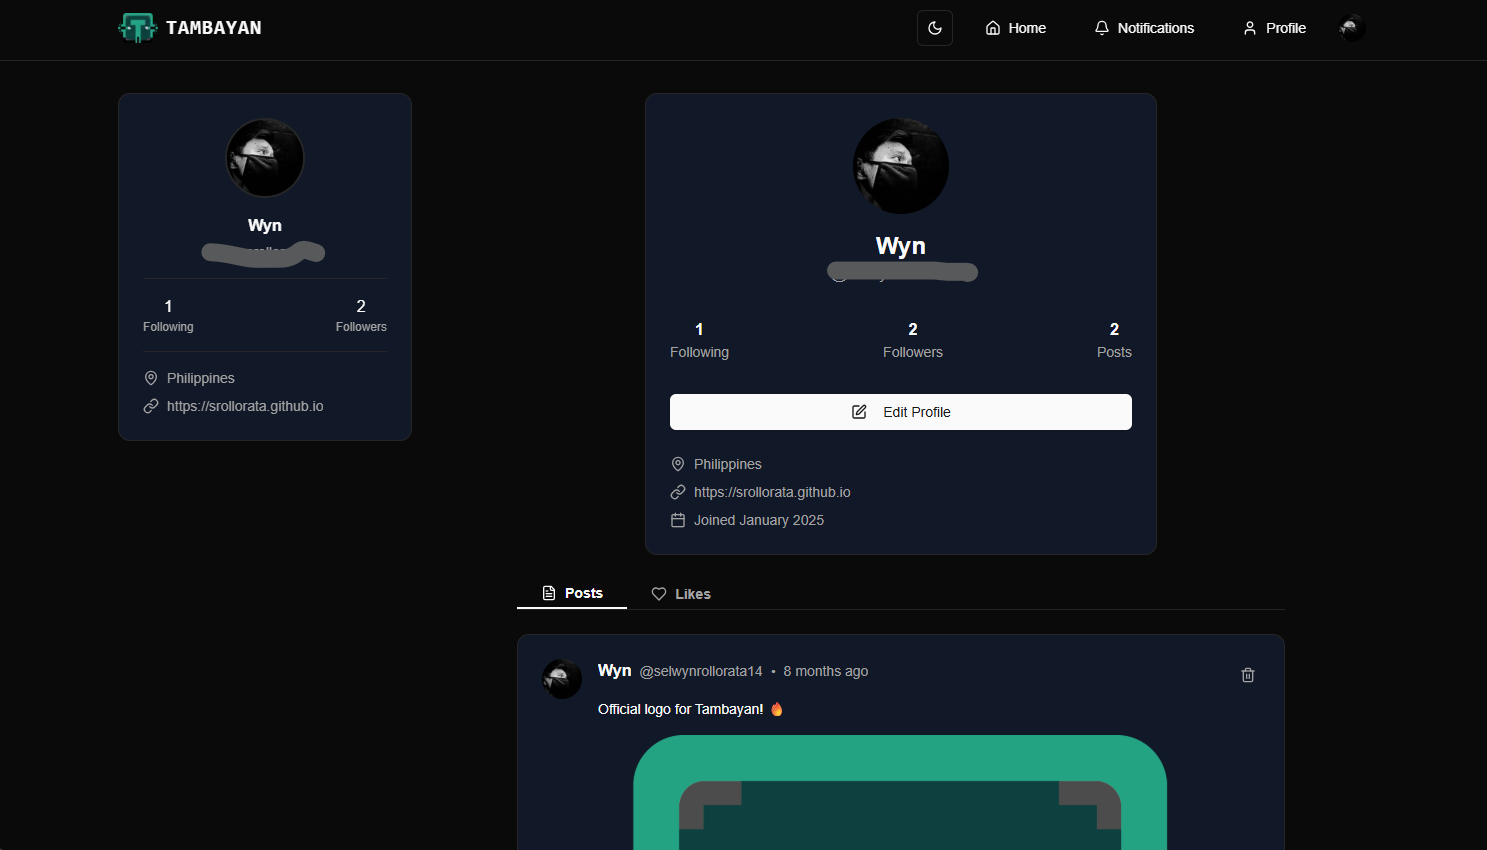 TAMBAYAN
Home
Notifications
Profile
Wyn
1
Following
2
Followers
Philippines
https://srollorata.github.io
Wyn
1
Following
2
Followers
2
Posts
Edit Profile
Philippines
https://srollorata.github.io
Joined January 2025
Posts
Likes
Wyn @selwynrollorata14 • 8 months ago
Official logo for Tambayan! 🔥